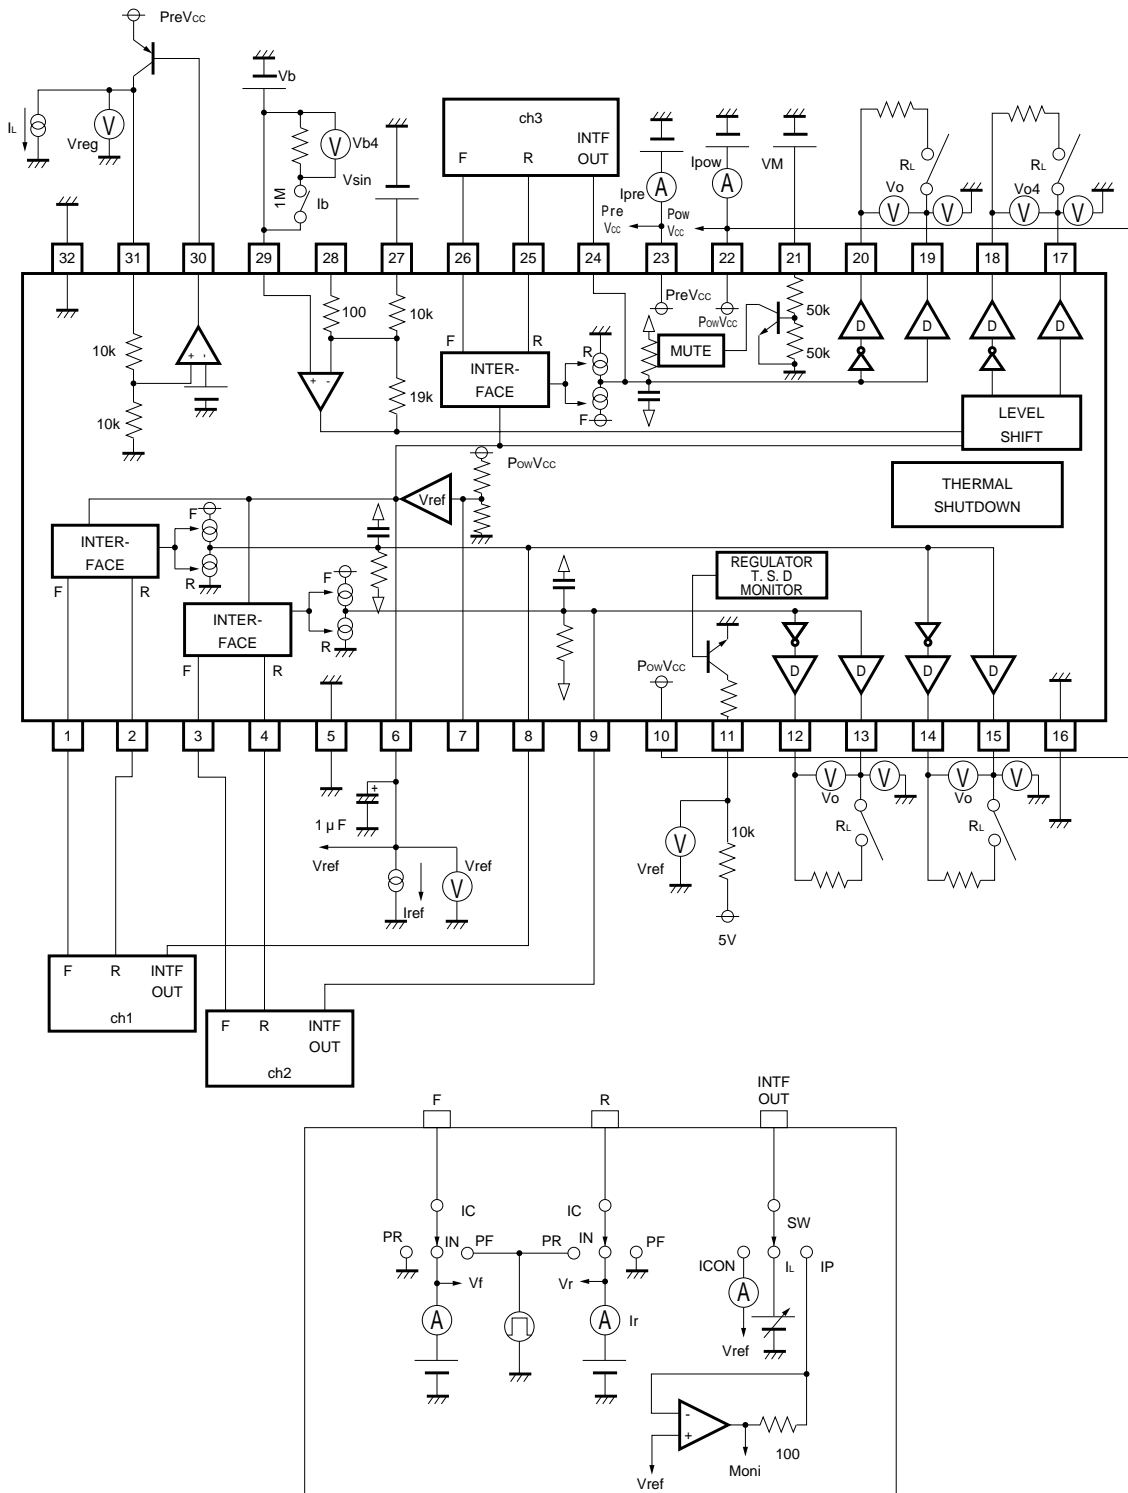 PreVcc
IL
Vreg
V
Vb
V
Vb4
1M
Ib
Vsin
ch3
F
R
INTF
OUT
Ipre
A
Pre
Vcc
Ipow
A
Pow
Vcc
VM
RL
Vo
V
V
RL
Vo4
V
V
32
31
30
29
28
27
26
25
24
23
22
21
20
19
18
17
10k
10k
+ -
100
10k
19k
+ -
F
R
INTER-
FACE
R
F
PreVcc
PowVcc
MUTE
50k
50k
D
D
D
D
LEVEL
SHIFT
THERMAL
SHUTDOWN
PowVcc
Vref
INTER-
FACE
F
R
F
R
INTER-
FACE
F
R
F
R
REGULATOR
T. S. D
MONITOR
PowVcc
D
D
D
D
1
2
3
4
5
6
7
8
9
10
11
12
13
14
15
16
+
1 μ F
Vref
Iref
Vref
V
V
Vref
10k
5V
V
V
Vo
RL
V
V
Vo
RL
F
R
INTF
OUT
ch1
F
R
INTF
OUT
ch2
F
R
INTF
OUT
IC
PR
IN
PF
Vf
A
IC
PR
IN
PF
Vr
A
Ir
SW
ICON
IL
IP
A
Vref
-
+
Vref
Moni
100